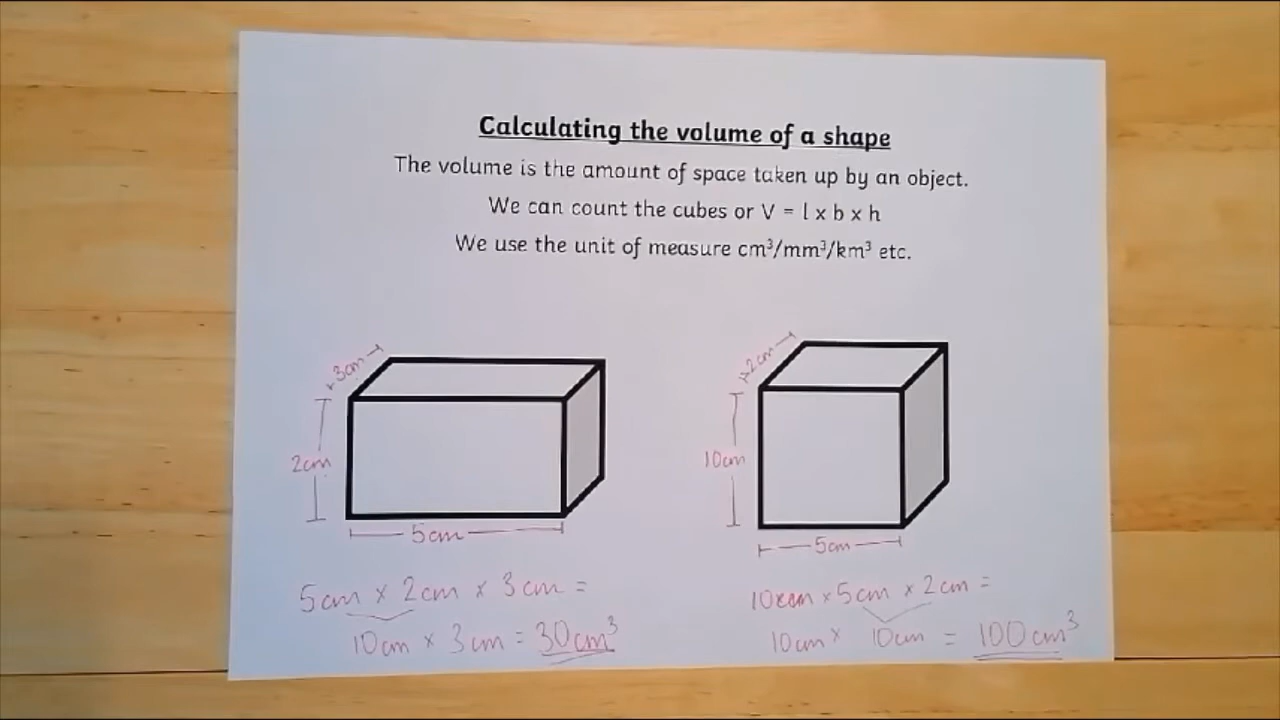 Calculating the volume of a shape
The volume is the amount of space taken up by an object.
We can count the cubes or V = l x b x h
We use the unit of measure cm³/mm³/km³ etc.
3cm
2cm
5cm
5cm × 2cm × 3cm =
10cm × 3cm = 30cm³
2cm
10cm
5cm
10cm × 5cm × 2cm =
10cm × 10cm = 100cm³